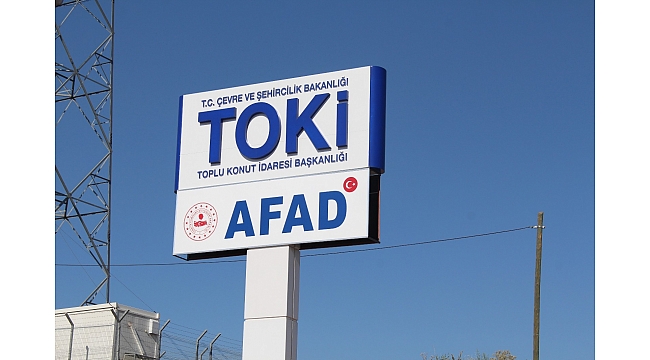 T.C. ÇEVRE VE ŞEHİRCİLİK BAKANLIĞI
TOKİ
TOPLU KONUT İDARESİ BAŞKANLIĞI
AFAD